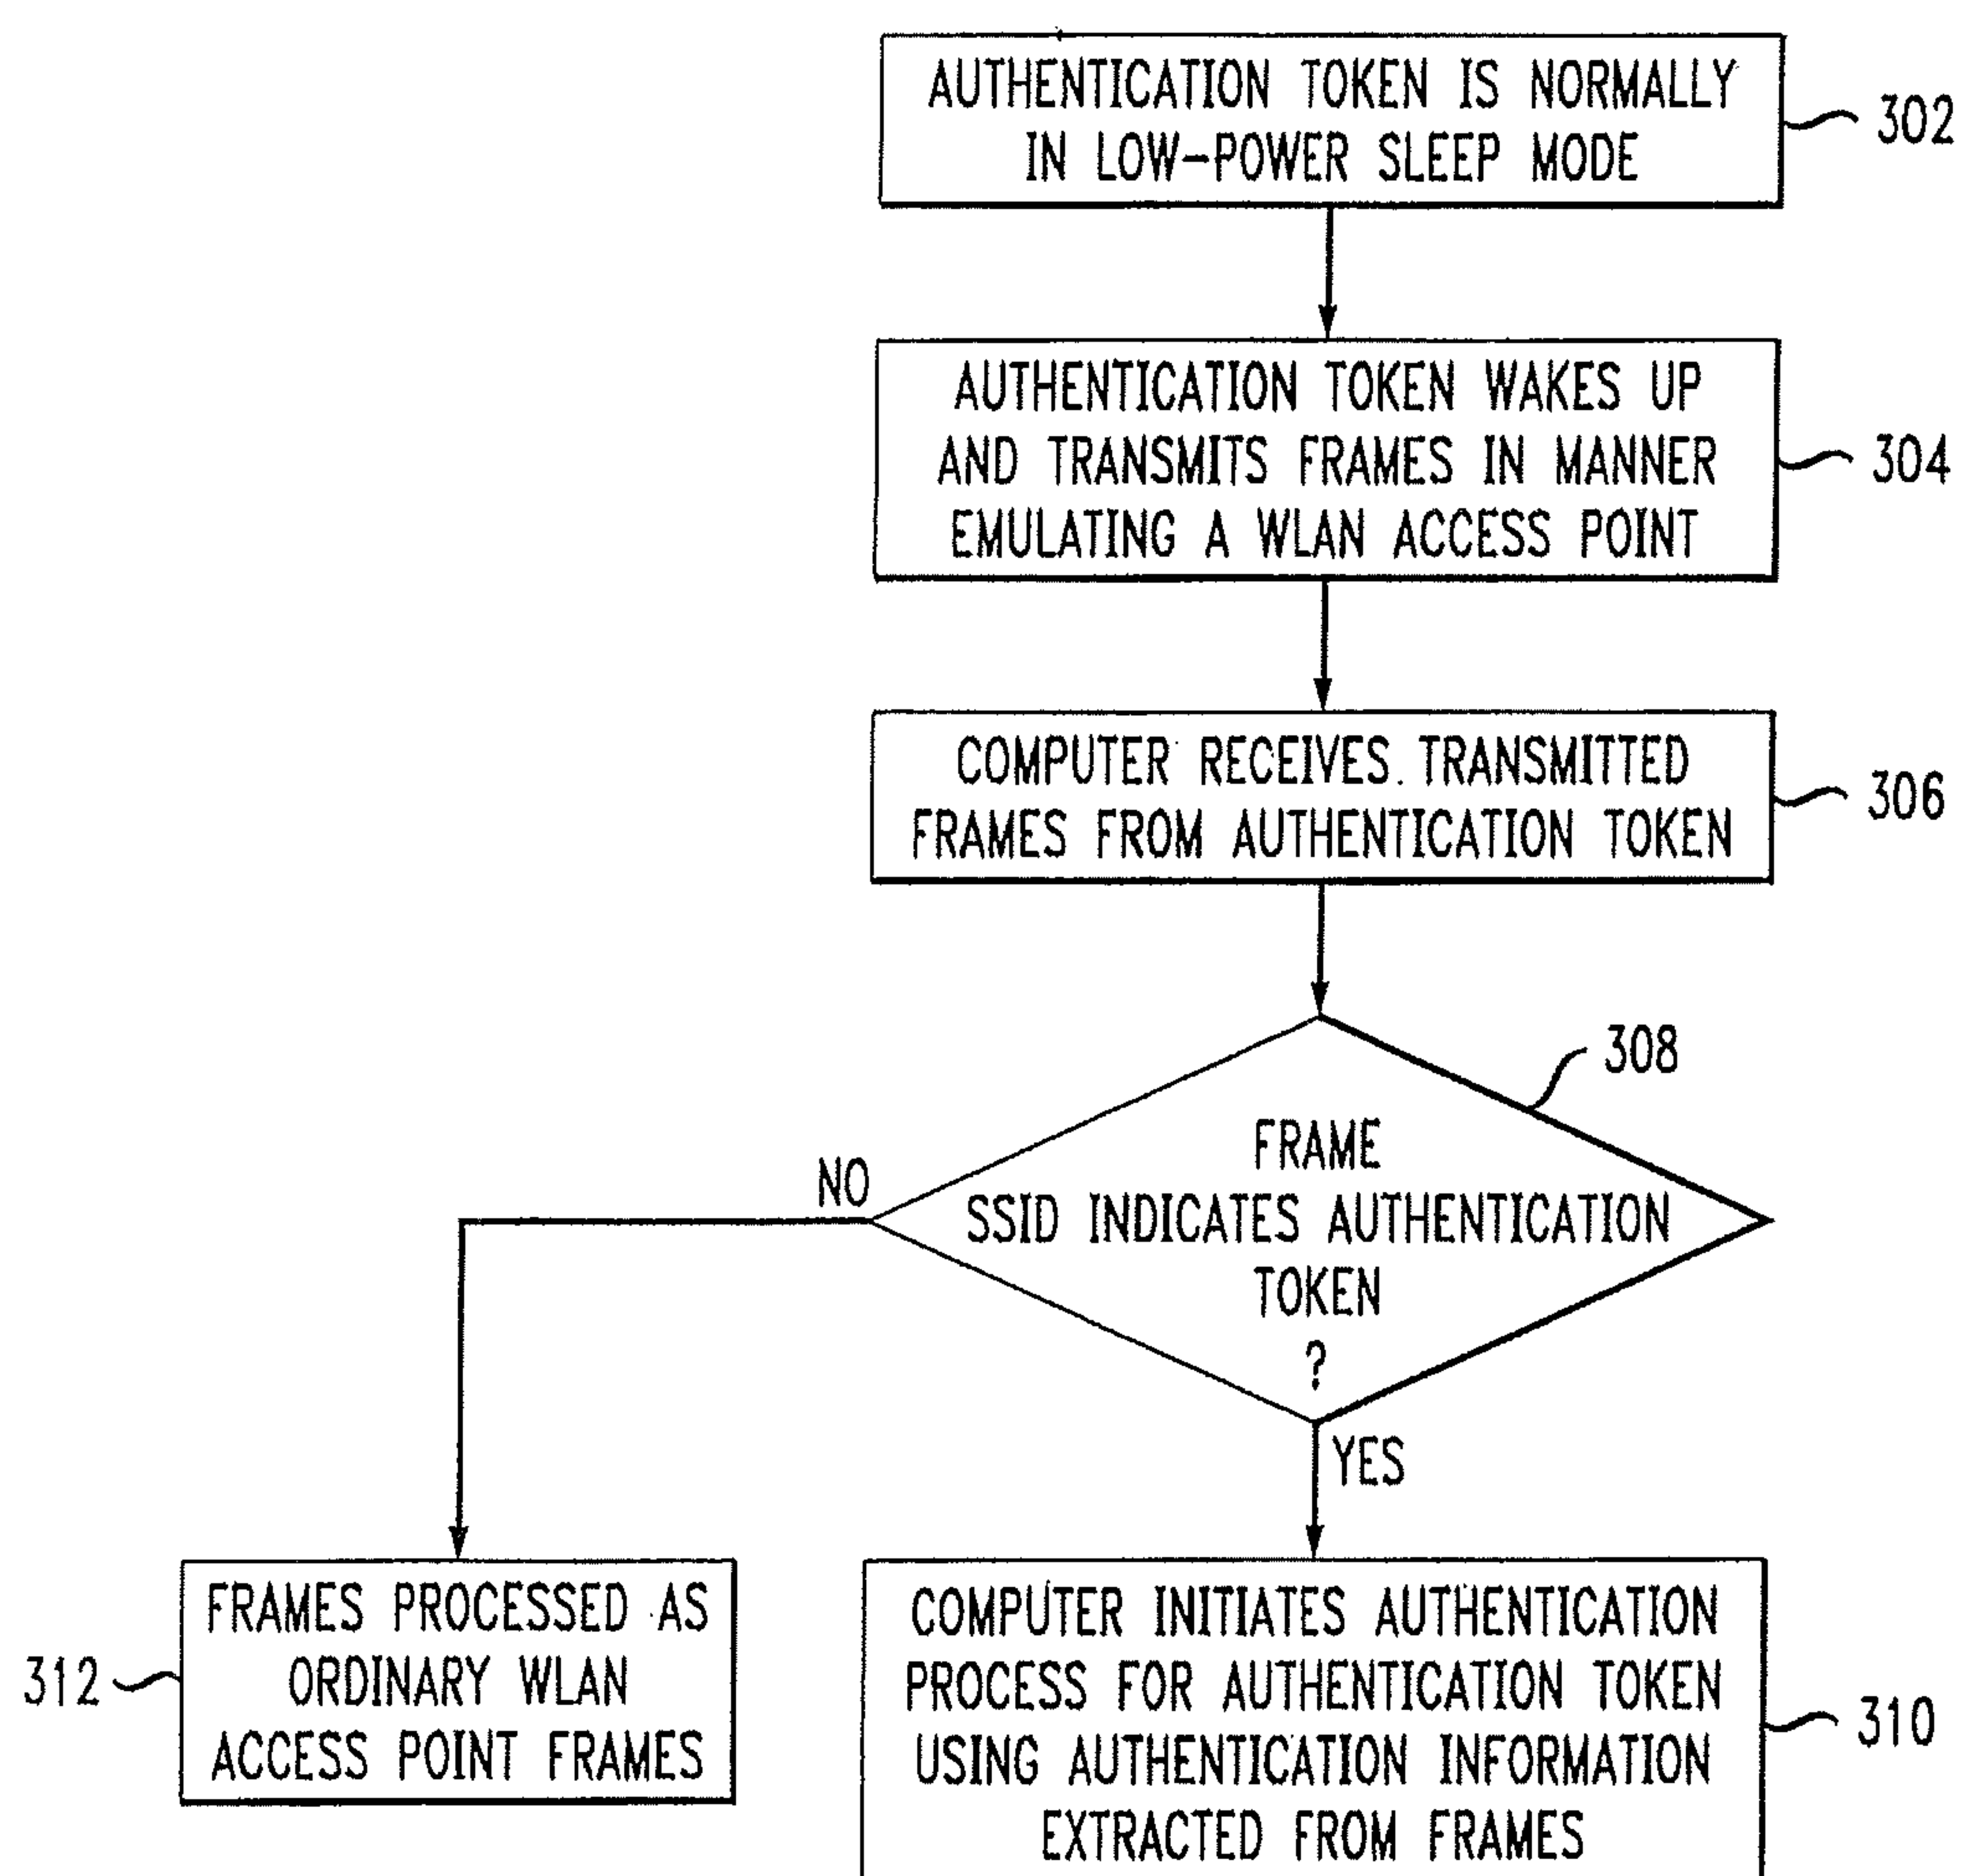 AUTHENTICATION TOKEN IS NORMALLY
IN LOW-POWER SLEEP MODE
302
AUTHENTICATION TOKEN WAKES UP
AND TRANSMITS FRAMES IN MANNER
EMULATING A WLAN ACCESS POINT
304
COMPUTER RECEIVES TRANSMITTED
FRAMES FROM AUTHENTICATION TOKEN
306
308
FRAME
SSID INDICATES AUTHENTICATION
TOKEN
?
NO
YES
FRAMES PROCESSED AS
ORDINARY WLAN
ACCESS POINT FRAMES
312
COMPUTER INITIATES AUTHENTICATION
PROCESS FOR AUTHENTICATION TOKEN
USING AUTHENTICATION INFORMATION
EXTRACTED FROM FRAMES
310